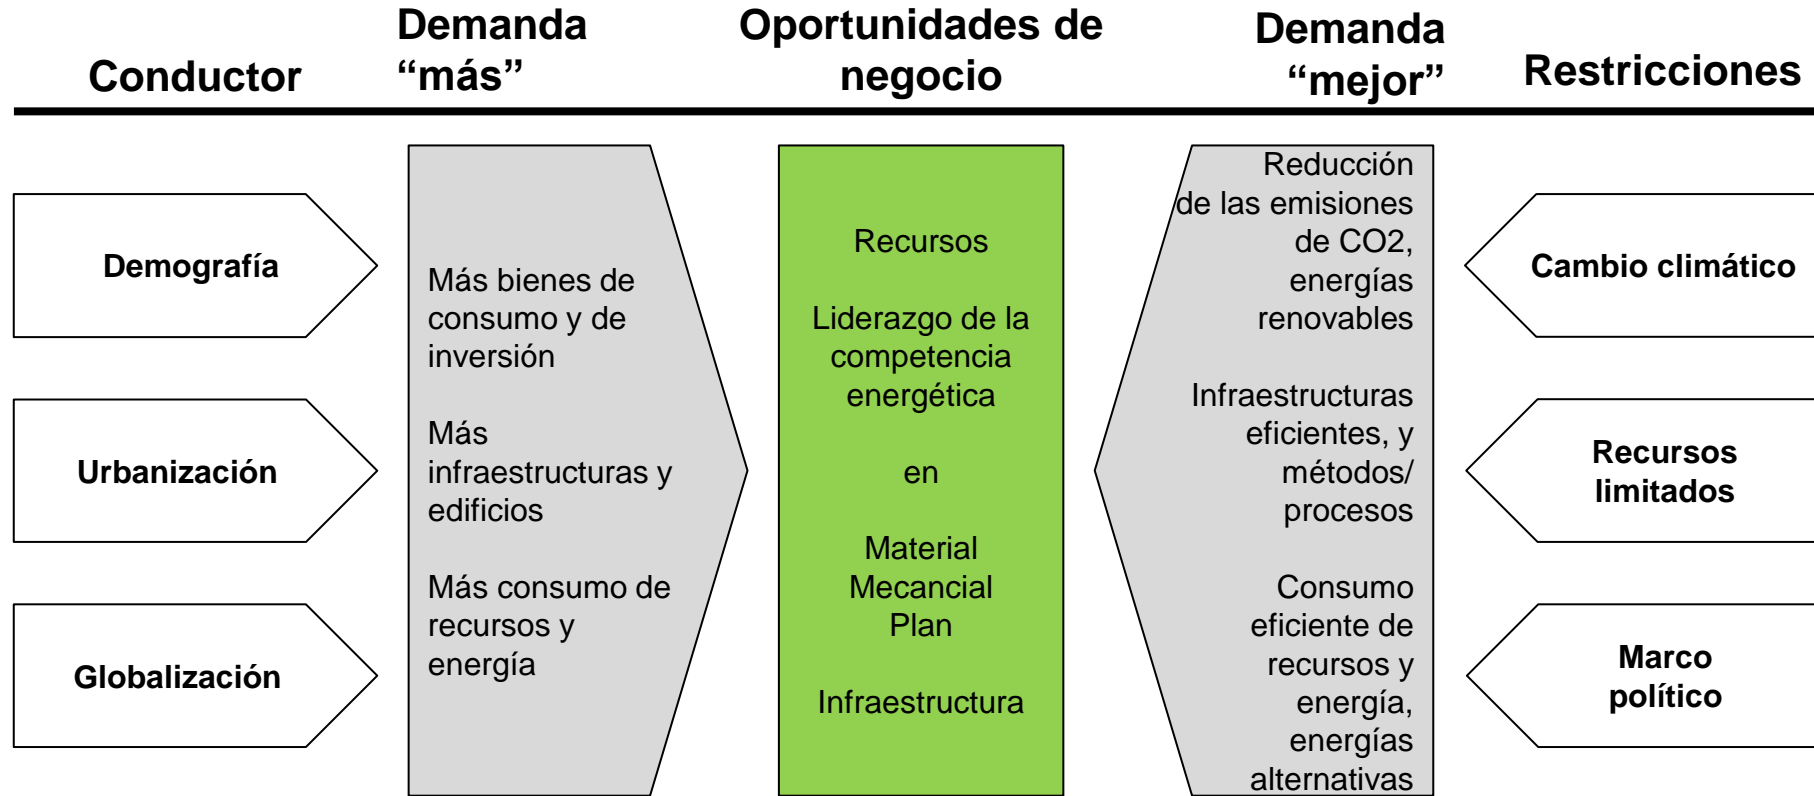 Conductor
Demanda
“más”
Oportunidades de
negocio
Demanda
“mejor”
Restricciones
Demografía
Urbanización
Globalización
Más bienes de
consumo y de
inversión
Más
infraestructuras y
edificios
Más consumo de
recursos y
energía
Recursos
Liderazgo de la
competencia
energética
en
Material
Mecancial
Plan
Infraestructura
Reducción
de las emisiones
de CO2,
energías
renovables
Infraestructuras
eficientes, y
métodos/
procesos
Consumo
eficiente de
recursos y
energía,
energías
alternativas
Cambio climático
Recursos
limitados
Marco
político